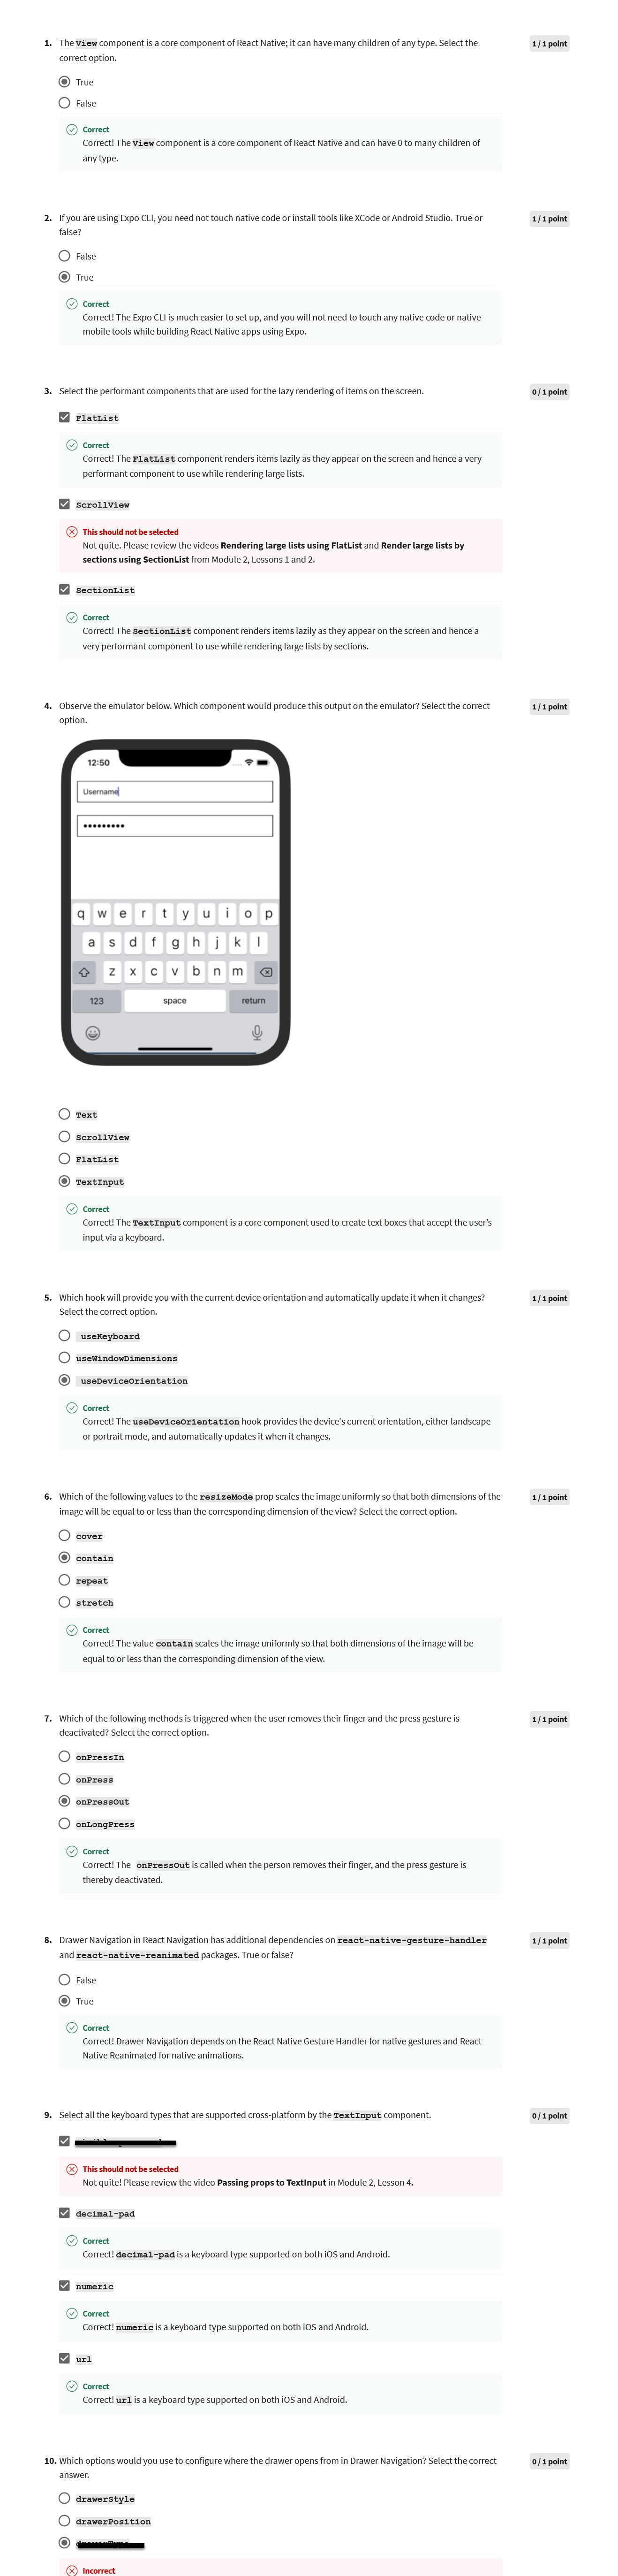 1. The View component is a core component of React Native; it can have many children of any type. Select the
correct option.
1 / 1 point
True
False
Correct
Correct! The View component is a core component of React Native and can have 0 to many children of
any type.
2. If you are using Expo CLI, you need not touch native code or install tools like XCode or Android Studio. True or
false?
1 / 1 point
False
True
Correct
Correct! The Expo CLI is much easier to set up, and you will not need to touch any native code or native
mobile tools while building React Native apps using Expo.
3. Select the performant components that are used for the lazy rendering of items on the screen.
0 / 1 point
FlatList
Correct
Correct! The FlatList component renders items lazily as they appear on the screen and hence a very
performant component to use while rendering large lists.
ScrollView
This should not be selected
Not quite. Please review the videos Rendering large lists using FlatList and Render large lists by
sections using SectionList from Module 2, Lessons 1 and 2.
SectionList
Correct
Correct! The SectionList component renders items lazily as they appear on the screen and hence a
very performant component to use while rendering large lists by sections.
4. Observe the emulator below. Which component would produce this output on the emulator? Select the correct
option.
1 / 1 point
12:50
Username
•••••••••
q w e r t y u i o p
a s d f g h j k l
z x c v b n m
123 space return
Text
ScrollView
FlatList
TextInput
Correct
Correct! The TextInput component is a core component used to create text boxes that accept the user's
input via a keyboard.
5. Which hook will provide you with the current device orientation and automatically update it when it changes?
Select the correct option.
1 / 1 point
useKeyboard
useWindowDimensions
useDeviceOrientation
Correct
Correct! The useDeviceOrientation hook provides the device's current orientation, either landscape
or portrait mode, and automatically updates it when it changes.
6. Which of the following values to the resizeMode prop scales the image uniformly so that both dimensions of the
image will be equal to or less than the corresponding dimension of the view? Select the correct option.
1 / 1 point
cover
contain
repeat
stretch
Correct
Correct! The value contain scales the image uniformly so that both dimensions of the image will be
equal to or less than the corresponding dimension of the view.
7. Which of the following methods is triggered when the user removes their finger and the press gesture is
deactivated? Select the correct option.
1 / 1 point
onPressIn
onPress
onPressOut
onLongPress
Correct
Correct! The onPressOut is called when the person removes their finger, and the press gesture is
thereby deactivated.
8. Drawer Navigation in React Navigation has additional dependencies on react-native-gesture-handler
and react-native-reanimated packages. True or false?
1 / 1 point
False
True
Correct
Correct! Drawer Navigation depends on the React Native Gesture Handler for native gestures and React
Native Reanimated for native animations.
9. Select all the keyboard types that are supported cross-platform by the TextInput component.
0 / 1 point
This should not be selected
Not quite! Please review the video Passing props to TextInput in Module 2, Lesson 4.
decimal-pad
Correct
Correct! decimal-pad is a keyboard type supported on both iOS and Android.
numeric
Correct
Correct! numeric is a keyboard type supported on both iOS and Android.
url
Correct
Correct! url is a keyboard type supported on both iOS and Android.
10. Which options would you use to configure where the drawer opens from in Drawer Navigation? Select the correct
answer.
0 / 1 point
drawerStyle
drawerPosition
Incorrect